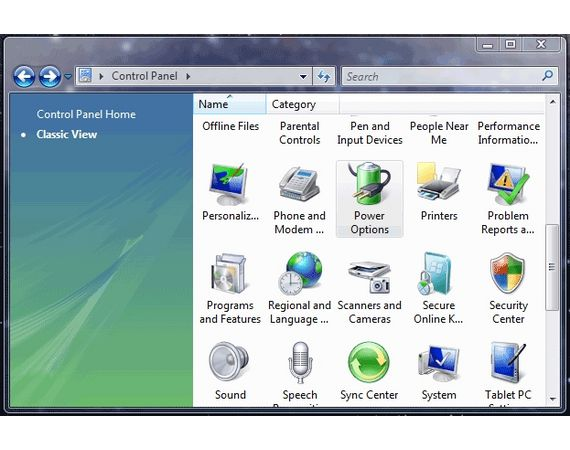 Control Panel
Search
Control Panel Home
Classic View
Name Category
Offline Files Parental Controls Pen and Input Devices People Near Me Performance Informatio...
Personaliz... Phone and Modem ... Power Options Printers Problem Reports a...
Programs and Features Regional and Language ... Scanners and Cameras Secure Online K... Security Center
Sound Speech Sync Center System Tablet PC